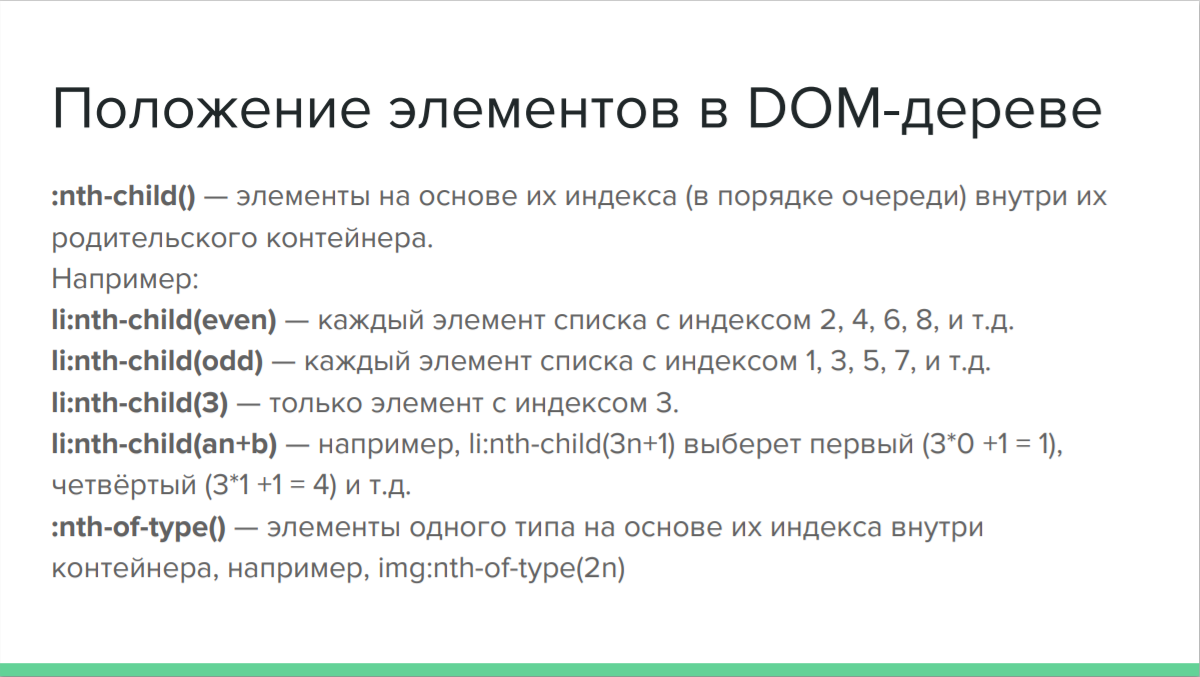 Положение элементов в DOM-дереве
:nth-child() — элементы на основе их индекса (в порядке очереди) внутри их
родительского контейнера.
Например:
li:nth-child(even) — каждый элемент списка с индексом 2, 4, 6, 8, и т.д.
li:nth-child(odd) — каждый элемент списка с индексом 1, 3, 5, 7, и т.д.
li:nth-child(3) — только элемент с индексом 3.
li:nth-child(an+b) — например, li:nth-child(3n+1) выберет первый (3*0 +1 = 1),
четвёртый (3*1 +1 = 4) и т.д.
:nth-of-type() — элементы одного типа на основе их индекса внутри
контейнера, например, img:nth-of-type(2n)